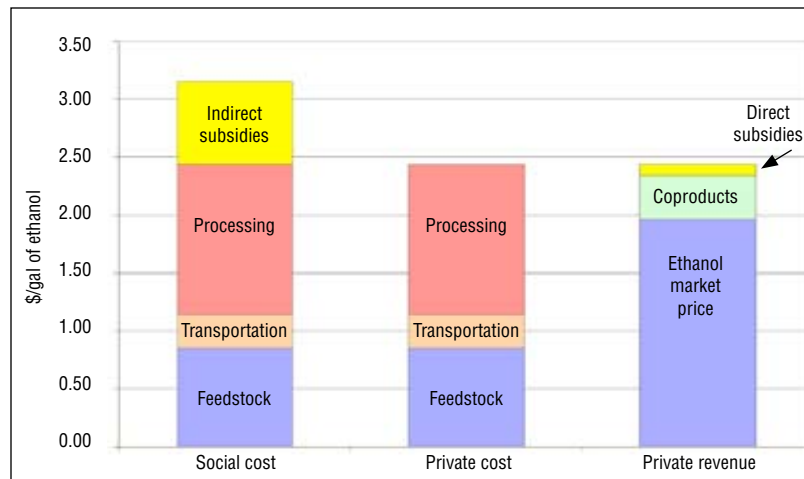 3.50
3.00
2.50
2.00
1.50
1.00
0.50
0.00
$/gal of ethanol
Indirect
subsidies
Processing
Transportation
Feedstock
Processing
Transportation
Feedstock
Direct
subsidies
Coproducts
Ethanol
market
price
Social cost
Private cost
Private revenue